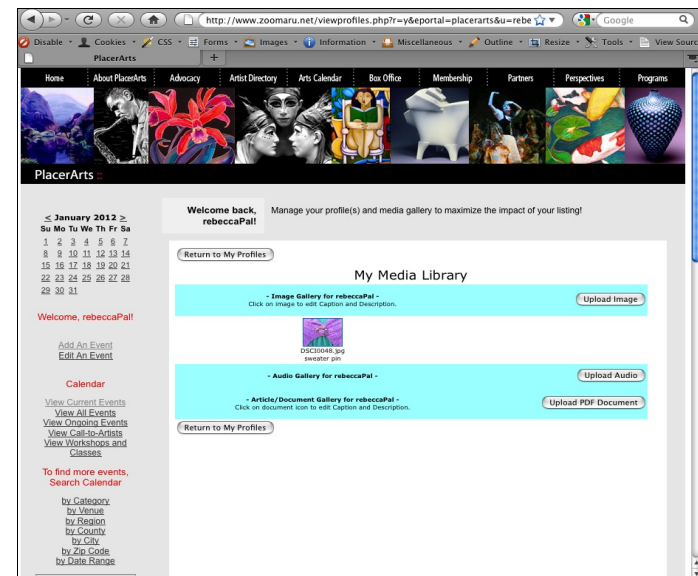 http://www.zoomaru.net/viewprofiles.php?r=y&eportal=placerarts&u=rebe
Google
Disable Cookies CSS Forms Images Information Miscellaneous Outline Resize Tools View Sourc
PlacerArts
Home About PlacerArts Advocacy Artist Directory Arts Calendar Box Office Membership Partners Perspectives Programs
PlacerArts ::
< January 2012 >
Su Mo Tu We Th Fr Sa
1 2 3 4 5 6 7
8 9 10 11 12 13 14
15 16 17 18 19 20 21
22 23 24 25 26 27 28
29 30 31
Welcome, rebeccaPal!
Add An Event
Edit An Event
Calendar
View Current Events
View All Events
View Ongoing Events
View Call-to-Artists
View Workshops and
Classes
To find more events,
Search Calendar
by Category
by Venue
by Region
by County
by City
by Zip Code
by Date Range
Welcome back,
rebeccaPal!
Manage your profile(s) and media gallery to maximize the impact of your listing!
Return to My Profiles
My Media Library
- Image Gallery for rebeccaPal -
Click on image to edit Caption and Description.
Upload Image
DSCI0048.jpg
sweater pin
- Audio Gallery for rebeccaPal -
Upload Audio
- Article/Document Gallery for rebeccaPal -
Click on document icon to edit Caption and Description.
Upload PDF Document
Return to My Profiles